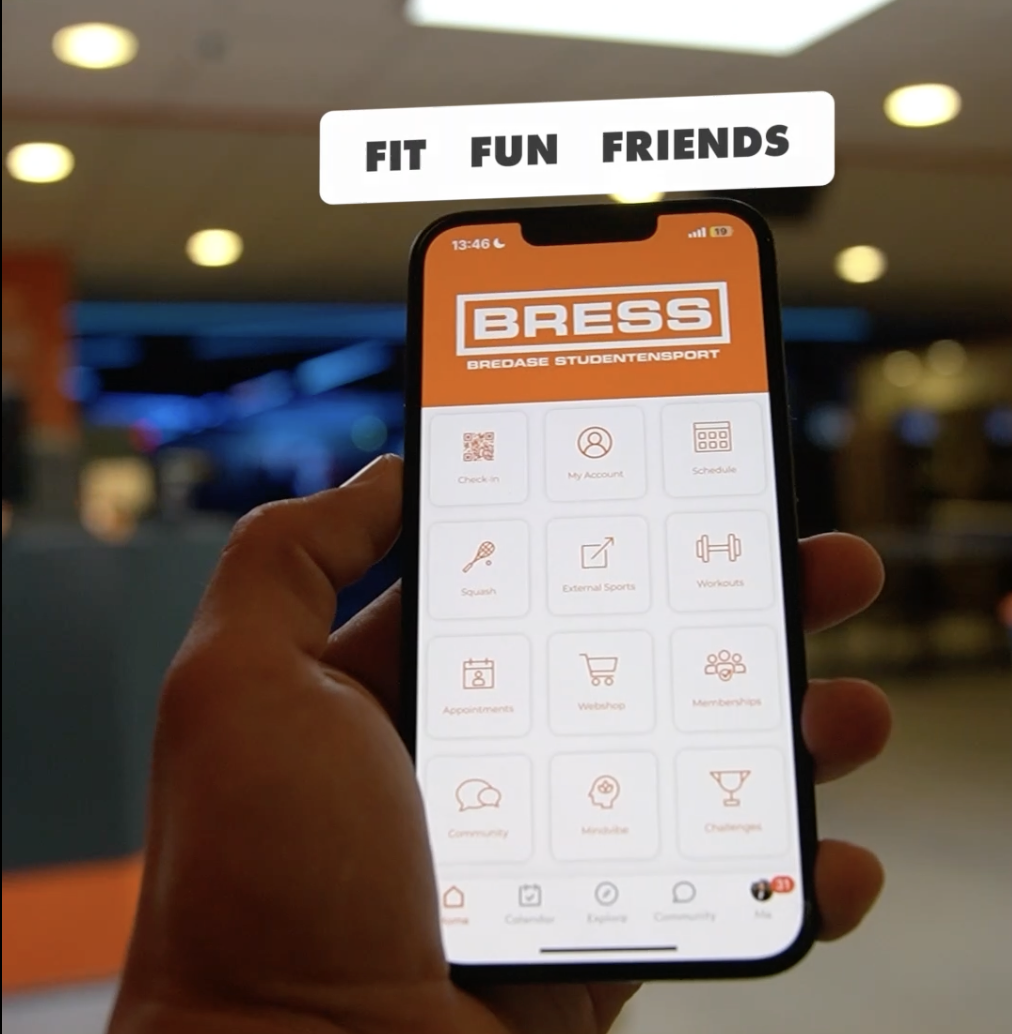 FIT FUN FRIENDS
13:46
19
BRESS
BREDASE STUDENTENSPORT
Check-In
My Account
Schedule
Squash
External Sports
Workouts
Appointments
Webshop
Memberships
Community
Mindvibe
Challenges
31
Home
Calendar
Explore
Community
Me